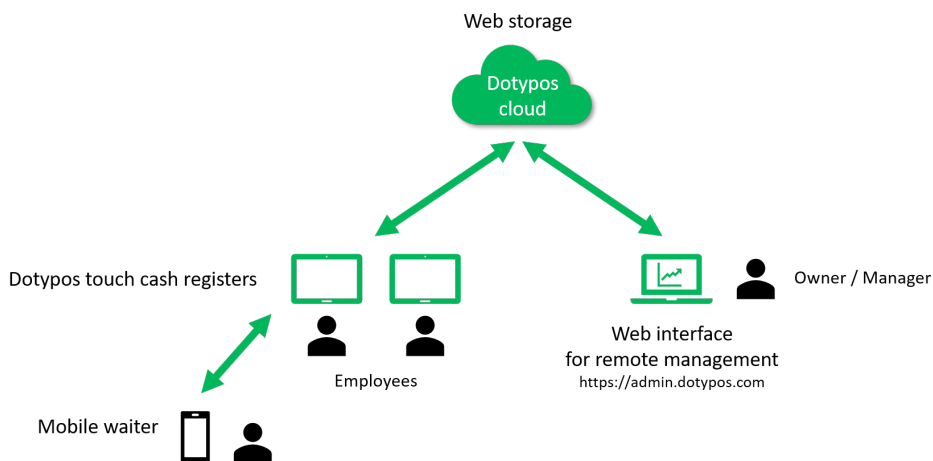 Web storage
Dotypos
cloud
Dotypos touch cash registers
Owner / Manager
Web interface
for remote management
https://admin.dotypos.com
Employees
Mobile waiter